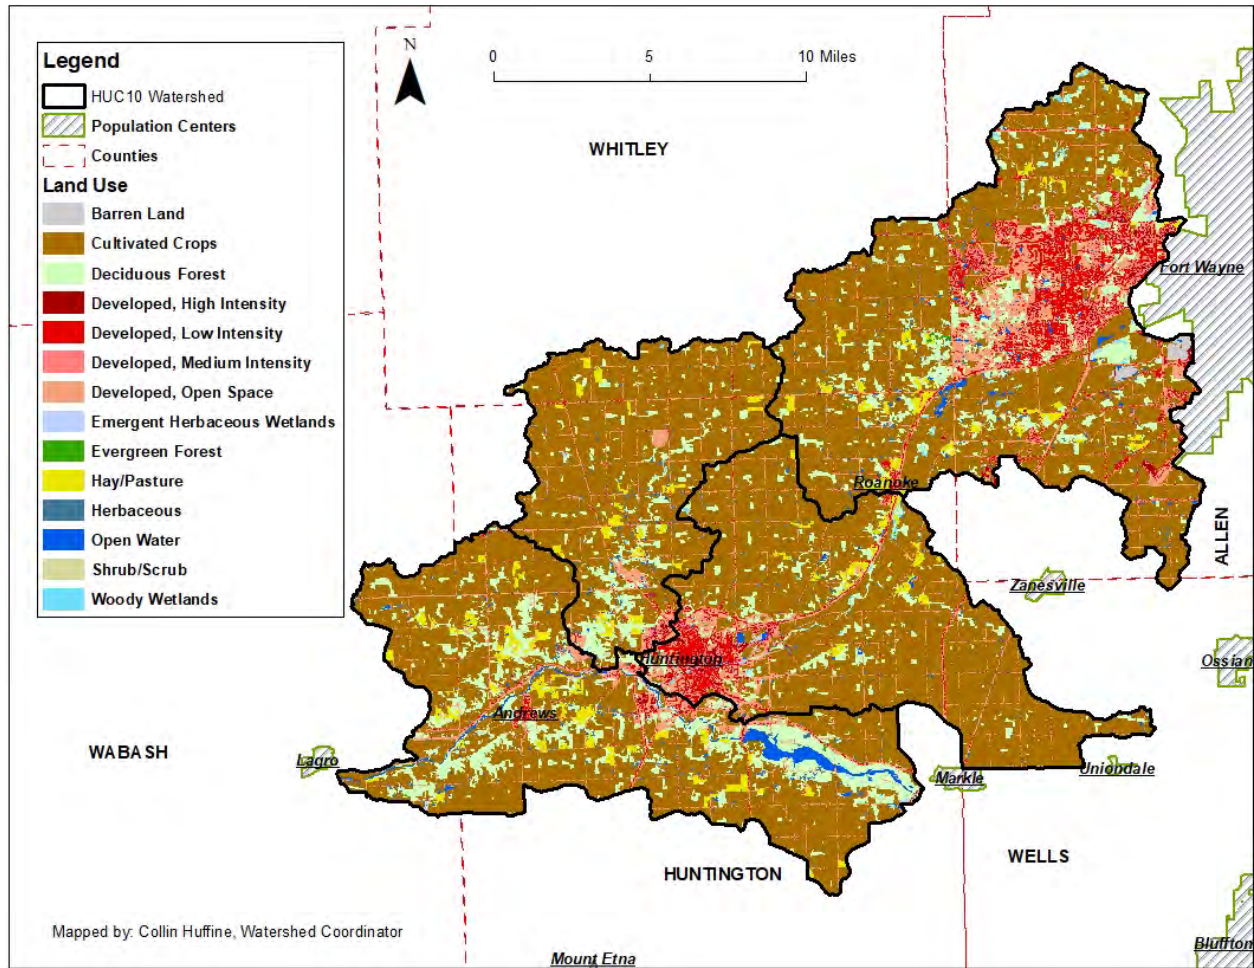 N
0 5 10 Miles
Legend
HUC10 Watershed
Population Centers
Counties
Land Use
Barren Land
Cultivated Crops
Deciduous Forest
Developed, High Intensity
Developed, Low Intensity
Developed, Medium Intensity
Developed, Open Space
Emergent Herbaceous Wetlands
Evergreen Forest
Hay/Pasture
Herbaceous
Open Water
Shrub/Scrub
Woody Wetlands
WHITLEY
Fort Wayne
Roanoke
ALLEN
Zanesville
Huntington
Ossian
Andrews
WABASH
Lagro
Markle
Uniondale
WELLS
HUNTINGTON
Mapped by: Collin Huffine, Watershed Coordinator
Bluffton
Mount Etna